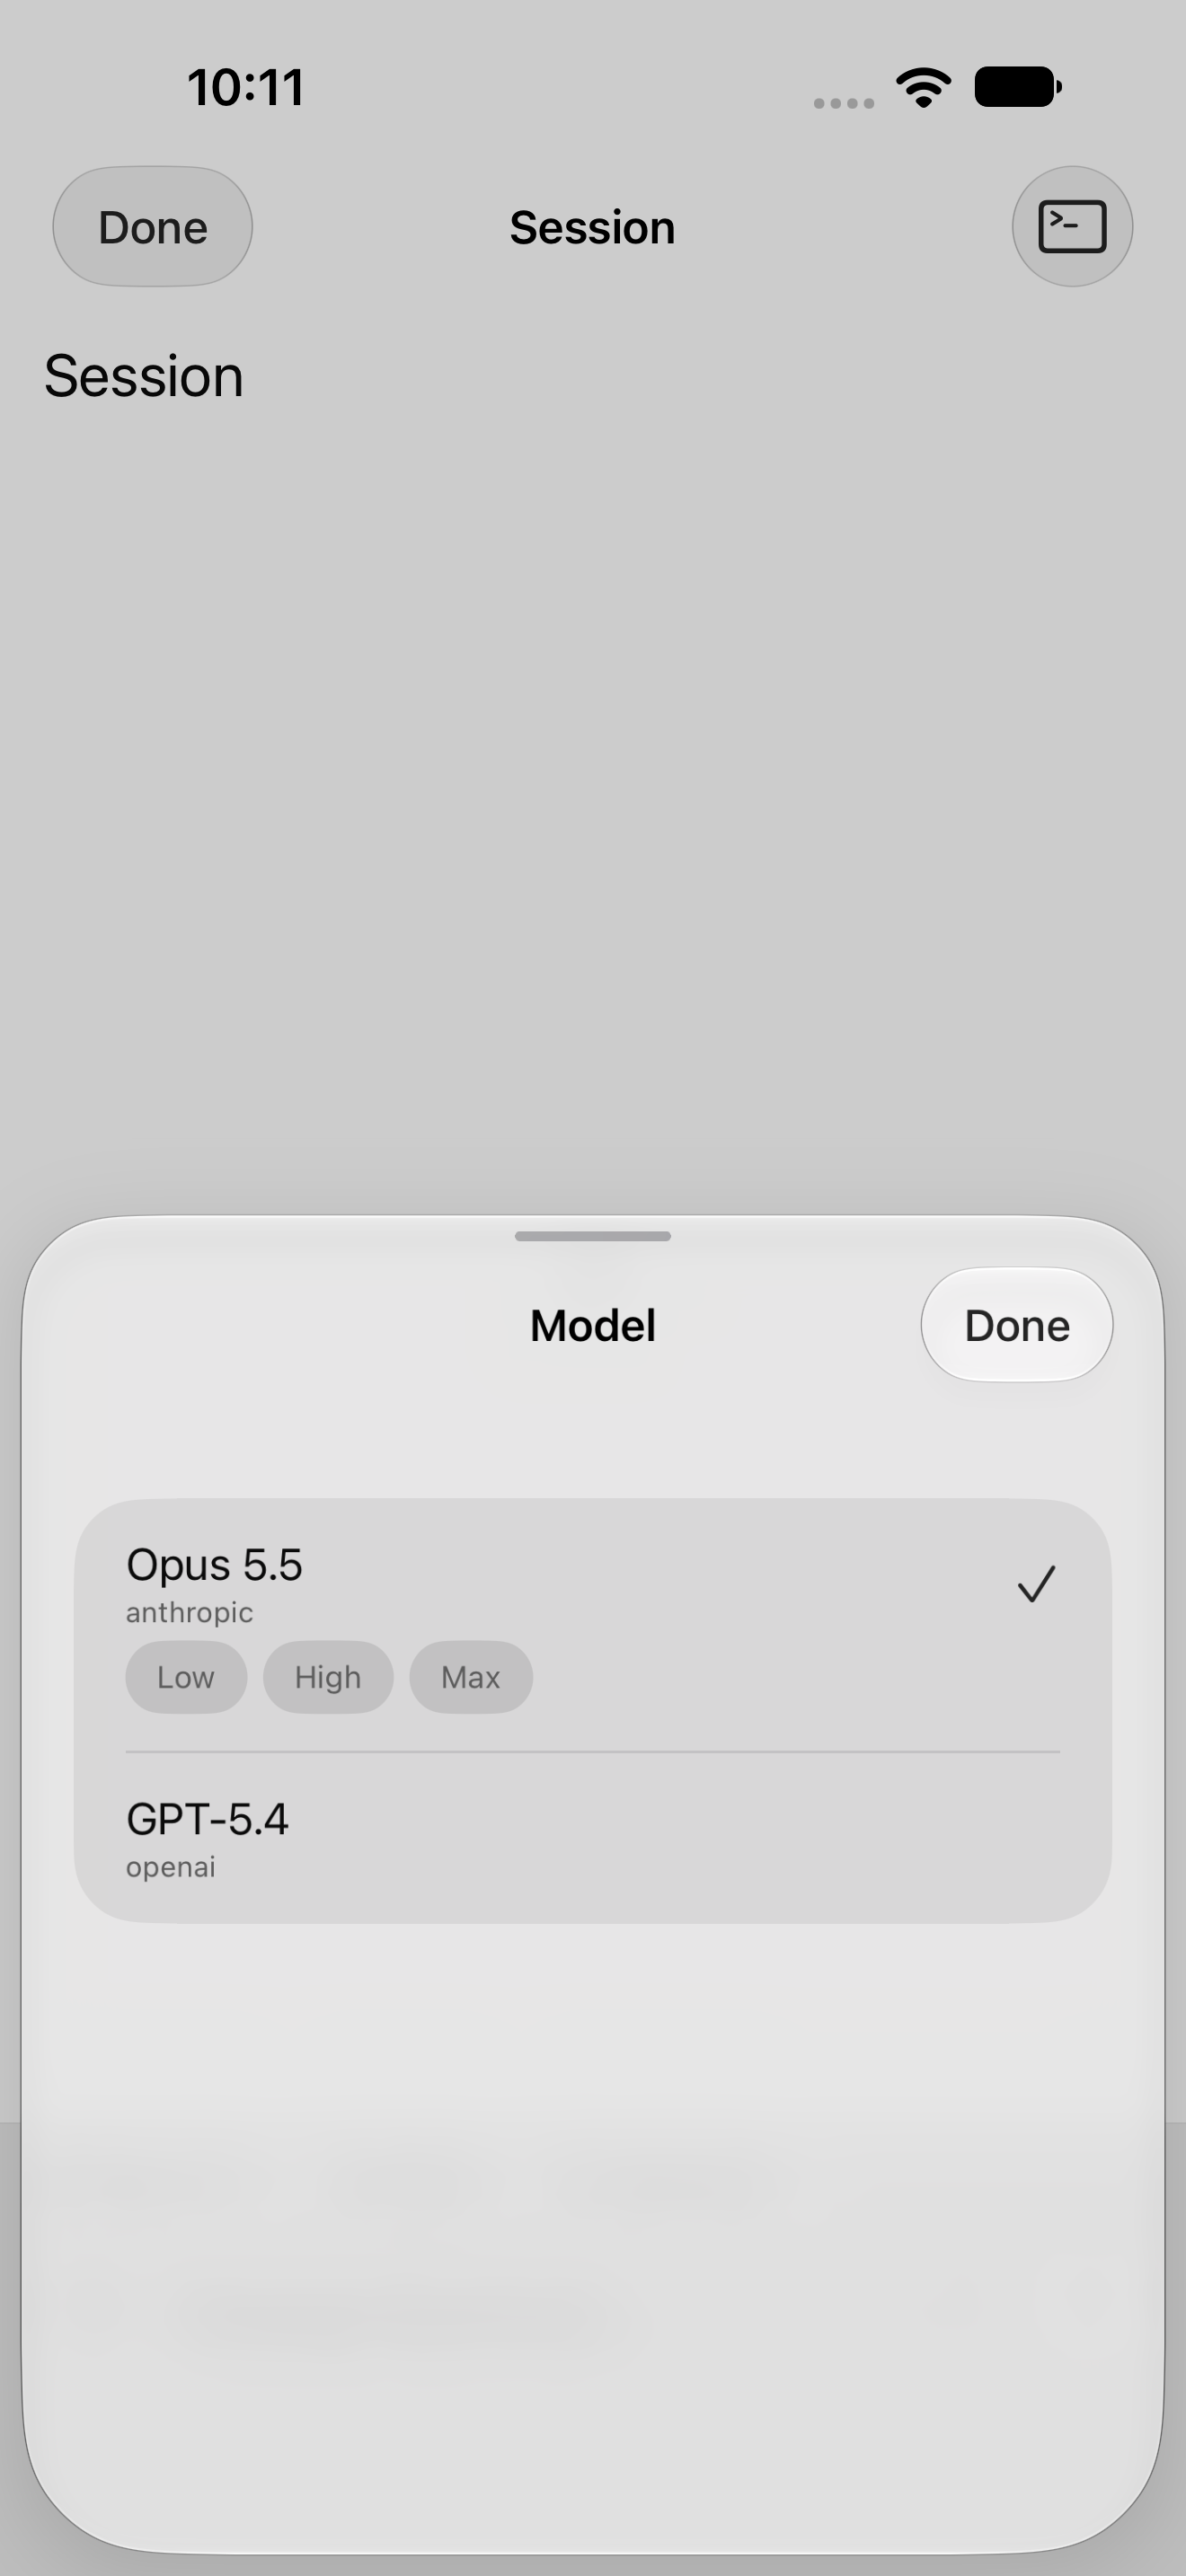 10:11
Done
Session
Session
Model
Done
Opus 5.5
anthropic
Low High Max
GPT-5.4
openai